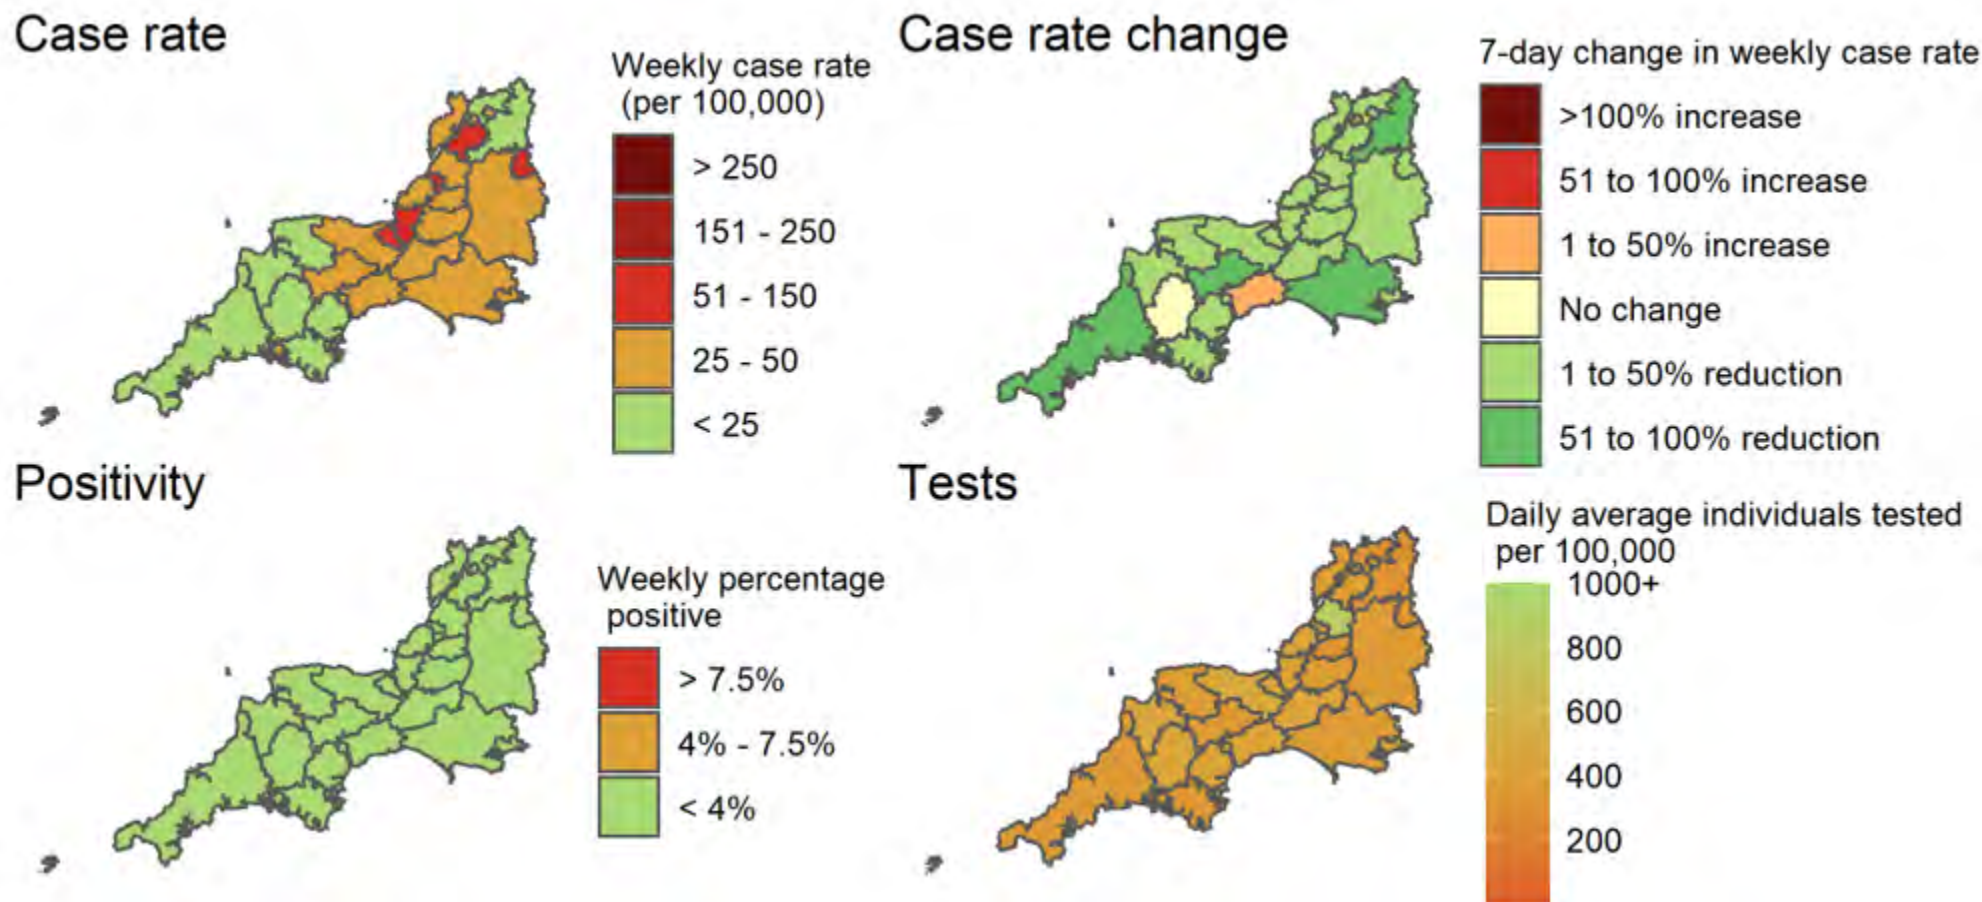 Case rate
Weekly case rate
(per 100,000)
> 250
151 - 250
51 - 150
25 - 50
< 25
Case rate change
7-day change in weekly case rate
>100% increase
51 to 100% increase
1 to 50% increase
No change
1 to 50% reduction
51 to 100% reduction
Positivity
Weekly percentage
positive
> 7.5%
4% - 7.5%
< 4%
Tests
Daily average individuals tested
per 100,000
1000+
800
600
400
200